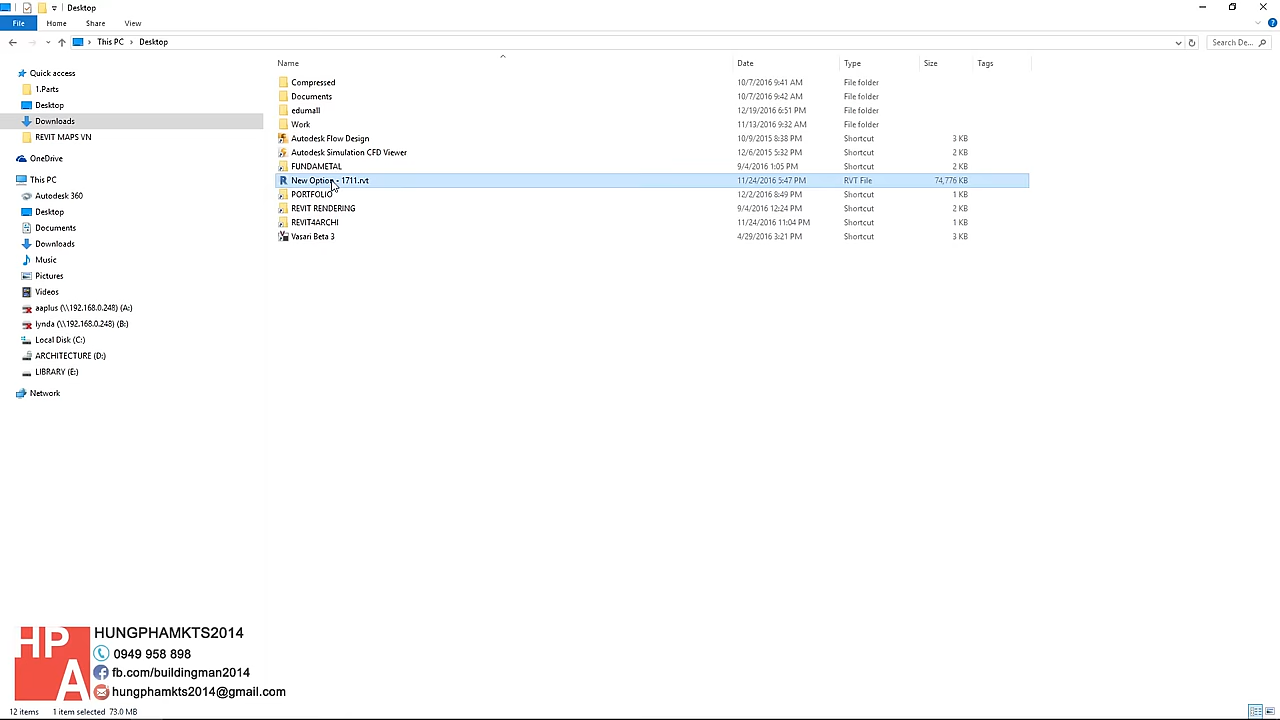 Desktop
File Home Share View
This PC Desktop
Search De...
Quick access
1.Parts
Desktop
Downloads
REVIT MAPS VN
OneDrive
This PC
Autodesk 360
Desktop
Documents
Downloads
Music
Pictures
Videos
aaplus (\\192.168.0.248) (A:)
lynda (\\192.168.0.248) (B:)
Local Disk (C:)
ARCHITECTURE (D:)
LIBRARY (E:)
Network
Name Date Type Size Tags
Compressed 10/7/2016 9:41 AM File folder
Documents 10/7/2016 9:42 AM File folder
edumall 12/19/2016 6:51 PM File folder
Work 11/13/2016 9:32 AM File folder
Autodesk Flow Design 10/9/2015 8:38 PM Shortcut 3 KB
Autodesk Simulation CFD Viewer 12/6/2015 5:32 PM Shortcut 2 KB
FUNDAMETAL 9/4/2016 1:05 PM Shortcut 2 KB
New Option - 1711.rvt 11/24/2016 5:47 PM RVT File 74,776 KB
PORTFOLIO 12/2/2016 8:49 PM Shortcut 1 KB
REVIT RENDERING 9/4/2016 12:24 PM Shortcut 2 KB
REVIT4ARCHI 11/24/2016 11:04 PM Shortcut 1 KB
Vasari Beta 3 4/29/2016 3:21 PM Shortcut 3 KB
HPA
HUNGPHAMKTS2014
0949 958 898
fb.com/buildingman2014
hungphamkts2014@gmail.com
12 items 1 item selected 73.0 MB